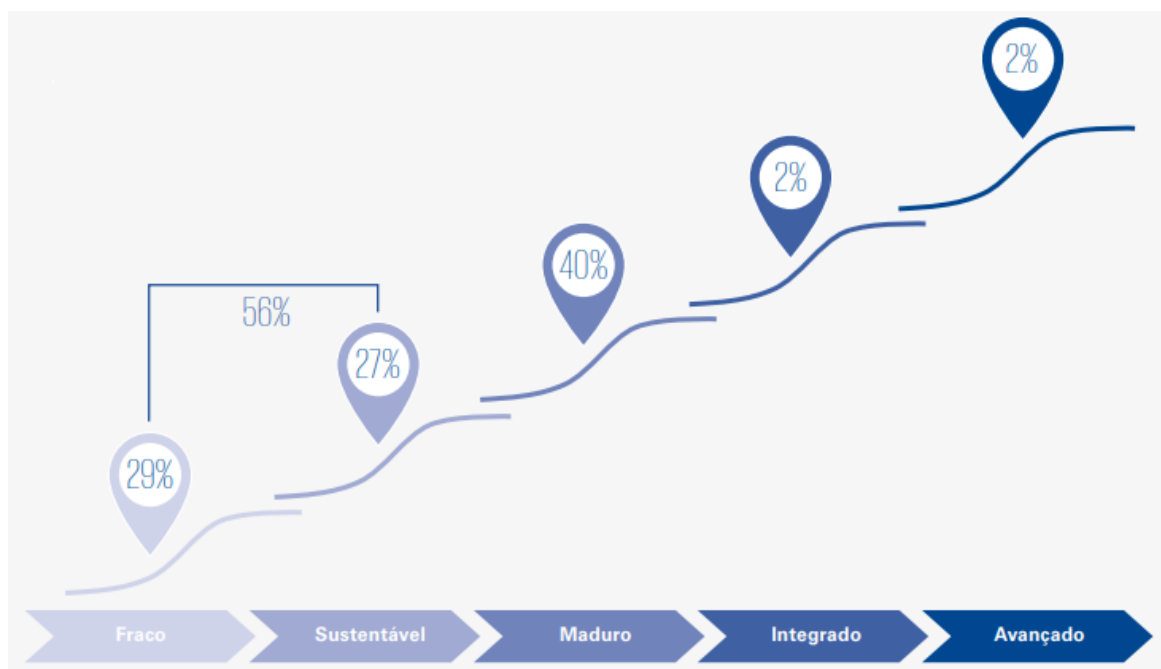 2%
2%
40%
56%
27%
29%
Fraco
Sustentável
Maduro
Integrado
Avançado